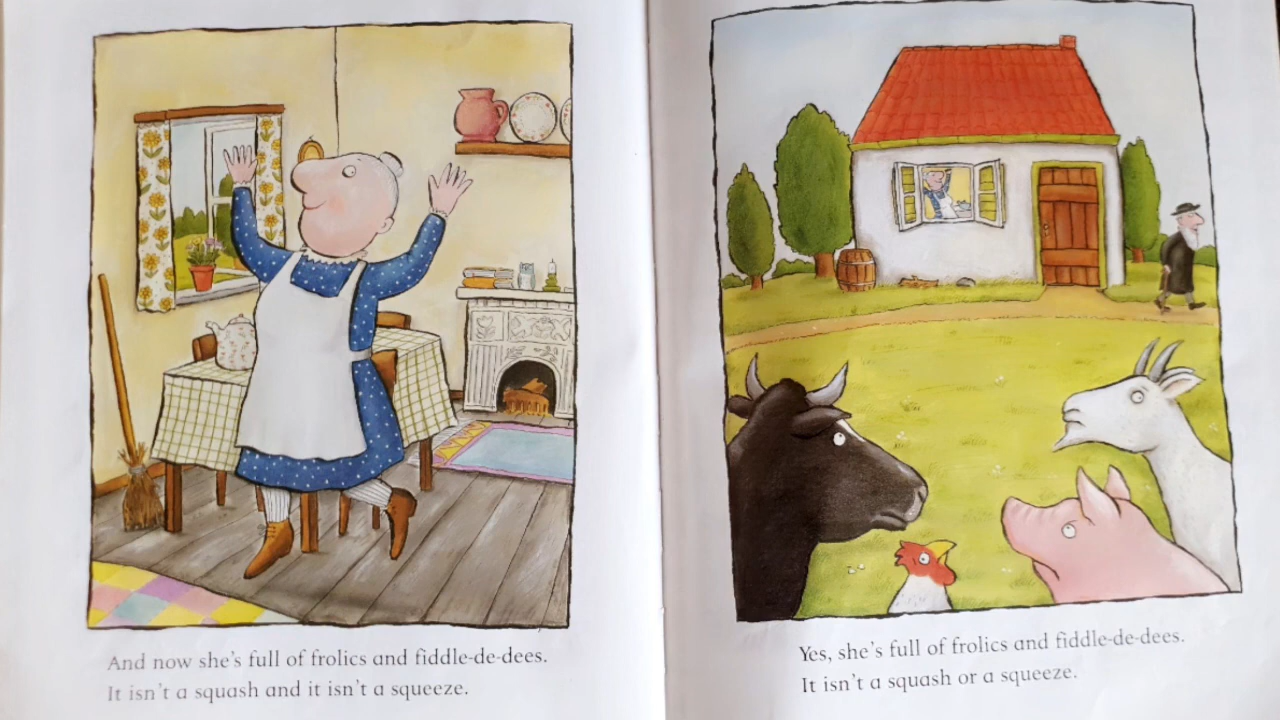 And now she's full of frolics and fiddle-de-dees.
It isn't a squash and it isn't a squeeze.
Yes, she's full of frolics and fiddle-de-dees.
It isn't a squash or a squeeze.